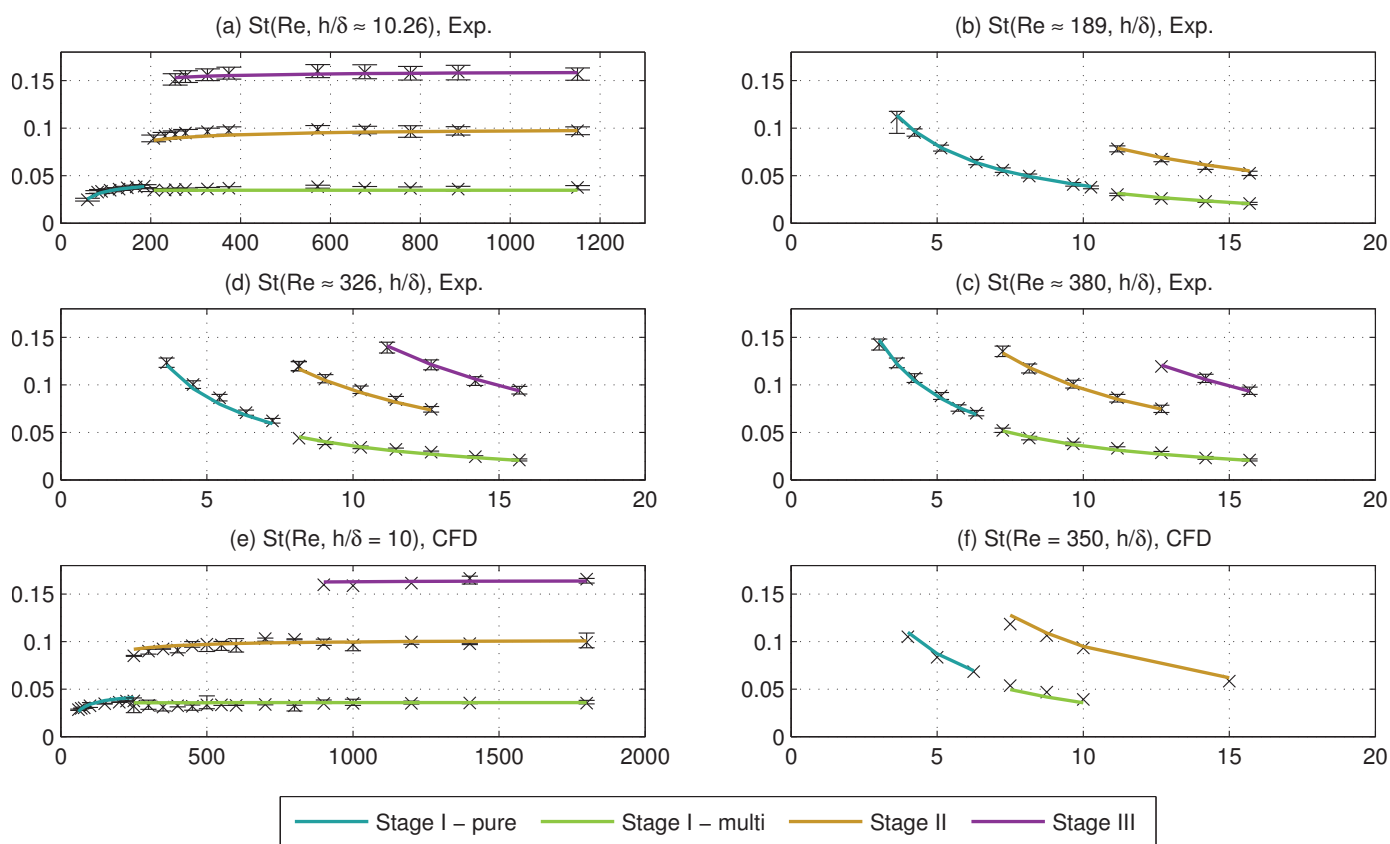 (a) St(Re, h/δ ≈ 10.26), Exp.
0.15
0.1
0.05
0
0 200 400 600 800 1000 1200
(b) St(Re ≈ 189, h/δ), Exp.
0.15
0.1
0.05
0
0 5 10 15 20
(d) St(Re ≈ 326, h/δ), Exp.
0.15
0.1
0.05
0
0 5 10 15 20
(c) St(Re ≈ 380, h/δ), Exp.
0.15
0.1
0.05
0
0 5 10 15 20
(e) St(Re, h/δ = 10), CFD
0.15
0.1
0.05
0
0 500 1000 1500 2000
(f) St(Re = 350, h/δ), CFD
0.15
0.1
0.05
0
0 5 10 15 20
Stage I − pure Stage I − multi Stage II Stage III